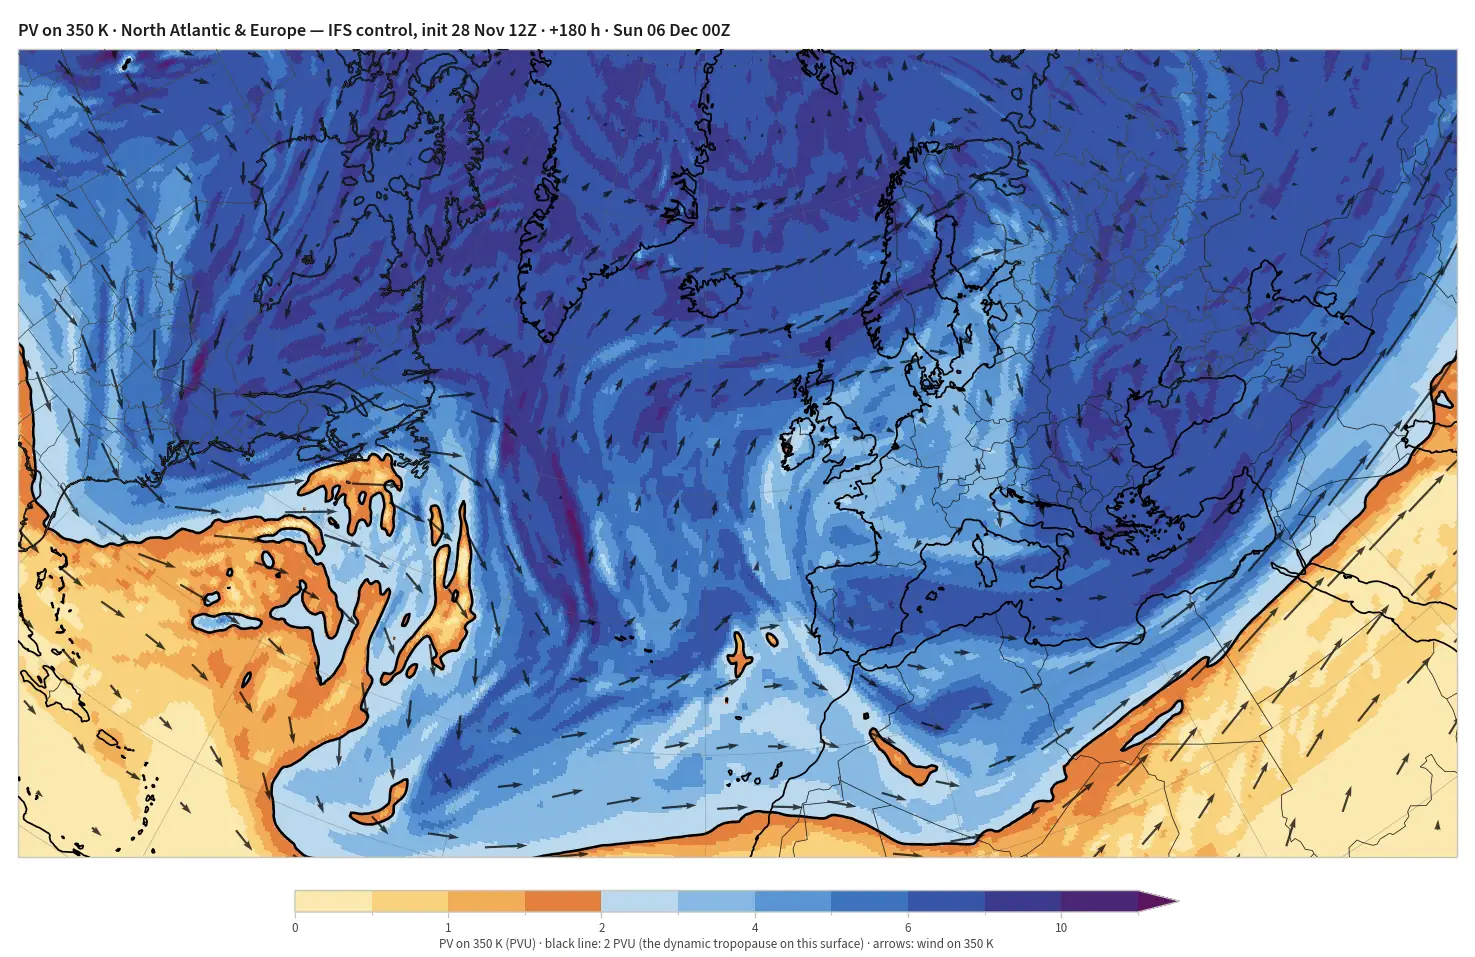 PV on 350 K · North Atlantic & Europe — IFS control, init 28 Nov 12Z · +180 h · Sun 06 Dec 00Z
0 1 2 4 6 10
PV on 350 K (PVU) · black line: 2 PVU (the dynamic tropopause on this surface) · arrows: wind on 350 K